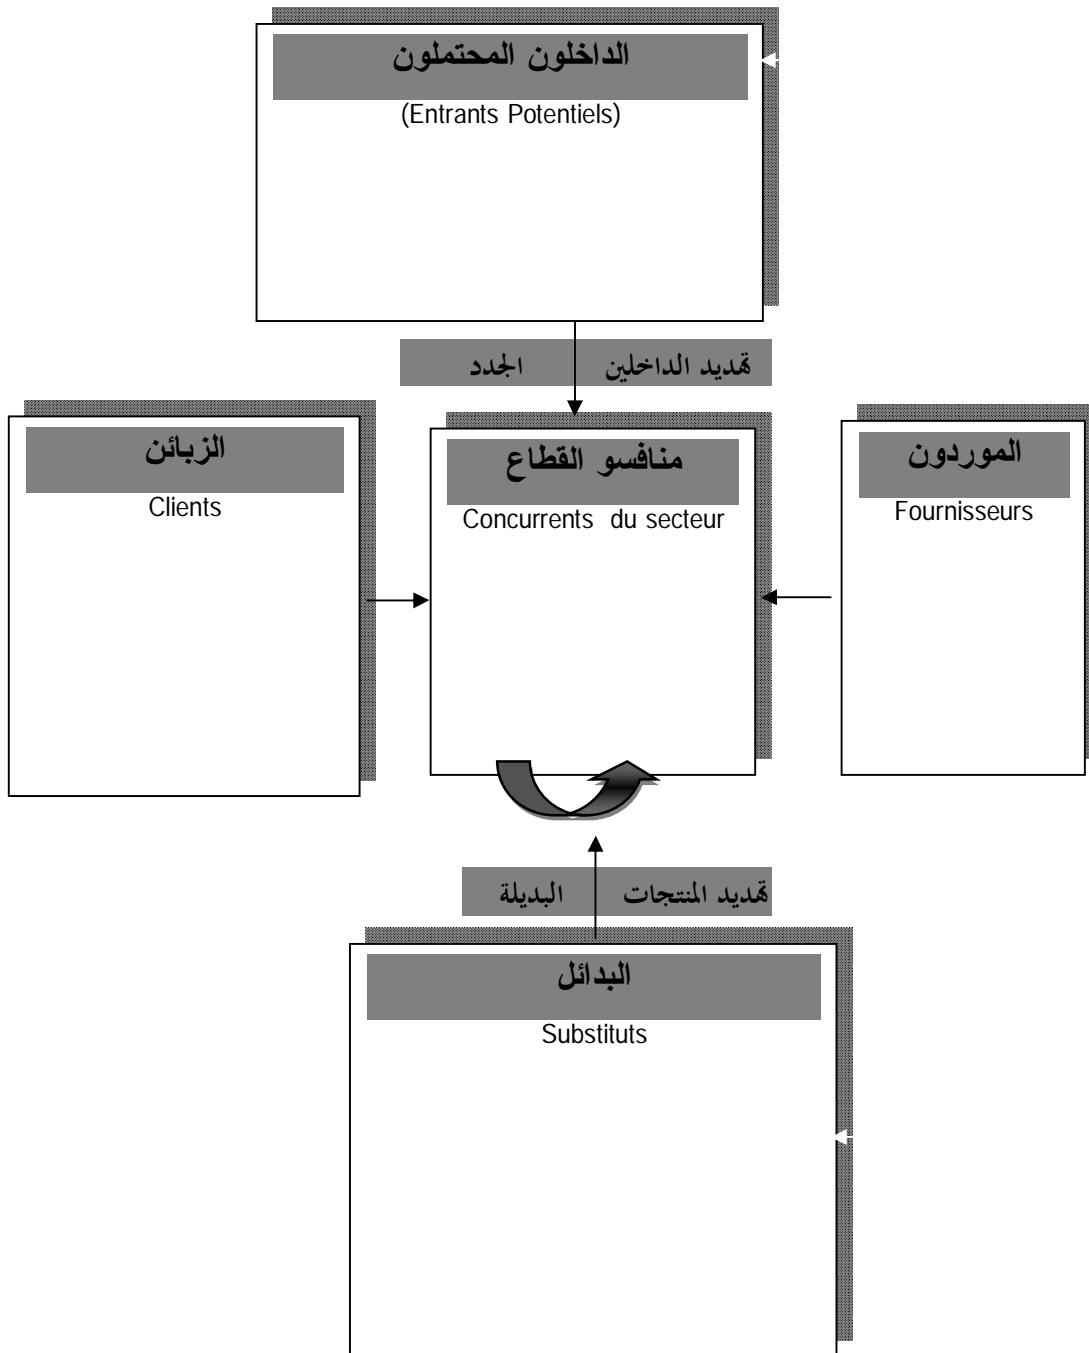 الداخلون المحتملون
(Entrants Potentiels)
تهديد الداخلين الجدد
الموردون
Fournisseurs
منافسو القطاع
Concurrents du secteur
الزبائن
Clients
تهديد المنتجات البديلة
البدائل
Substituts